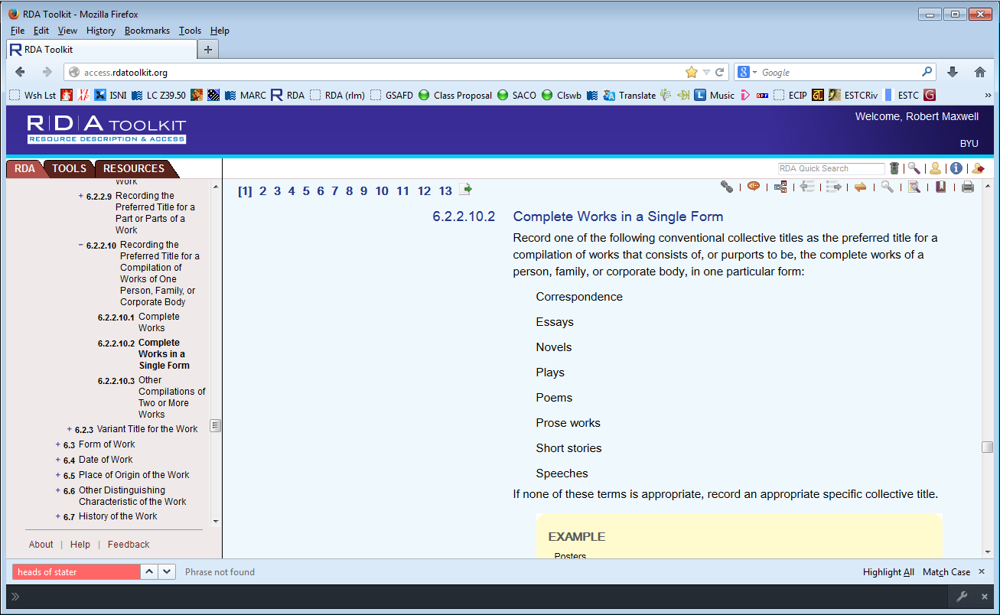 RDA Toolkit - Mozilla Firefox
File Edit View History Bookmarks Tools Help
RDA Toolkit
access.rdatoolkit.org
Google
Wsh Lst ISNI LC Z39.50 MARC RDA RDA (rlm) GSAFD Class Proposal SACO Clswb Translate Music ECIP ESTCRiv ESTC
R|D|A TOOLKIT
RESOURCE DESCRIPTION & ACCESS
Welcome, Robert Maxwell
BYU
RDA TOOLS RESOURCES
RDA Quick Search
Work
6.2.2.9 Recording the
Preferred Title for a
Part or Parts of a
Work
6.2.2.10 Recording the
Preferred Title for a
Compilation of
Works of One
Person, Family, or
Corporate Body
6.2.2.10.1 Complete
Works
6.2.2.10.2 Complete
Works in a
Single Form
6.2.2.10.3 Other
Compilations of
Two or More
Works
6.2.3 Variant Title for the Work
6.3 Form of Work
6.4 Date of Work
6.5 Place of Origin of the Work
6.6 Other Distinguishing
Characteristic of the Work
6.7 History of the Work
About | Help | Feedback
[1] 2 3 4 5 6 7 8 9 10 11 12 13
6.2.2.10.2 Complete Works in a Single Form
Record one of the following conventional collective titles as the preferred title for a
compilation of works that consists of, or purports to be, the complete works of a
person, family, or corporate body, in one particular form:
Correspondence
Essays
Novels
Plays
Poems
Prose works
Short stories
Speeches
If none of these terms is appropriate, record an appropriate specific collective title.
EXAMPLE
Posters
heads of stater
Phrase not found
Highlight All Match Case